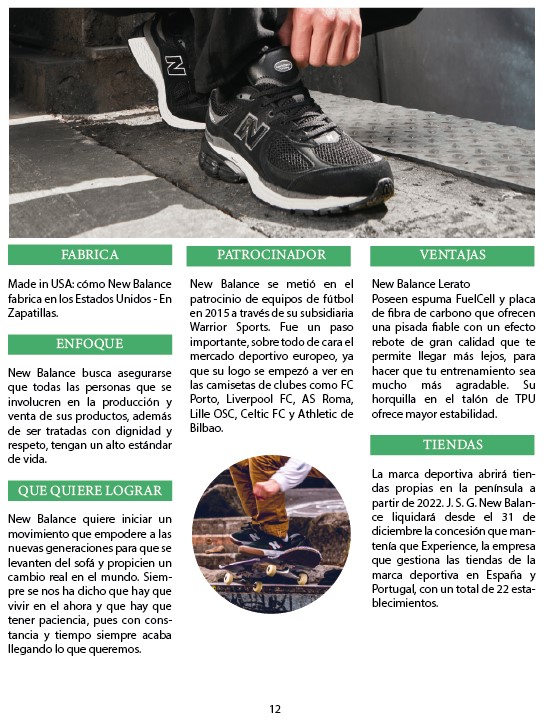 N
N
FABRICA
Made in USA: cómo New Balance
fabrica en los Estados Unidos - En
Zapatillas.
ENFOQUE
New Balance busca asegurarse
que todas las personas que se
involucren en la producción y
venta de sus productos, además
de ser tratadas con dignidad y
respeto, tengan un alto estándar
de vida.
QUE QUIERE LOGRAR
New Balance quiere iniciar un
movimiento que empodere a las
nuevas generaciones para que se
levanten del sofá y propicien un
cambio real en el mundo. Siem-
pre se nos ha dicho que hay que
vivir en el ahora y que hay que
tener paciencia, pues con cons-
tancia y tiempo siempre acaba
llegando lo que queremos.
PATROCINADOR
New Balance se metió en el
patrocinio de equipos de fútbol
en 2015 a través de su subsidiaria
Warrior Sports. Fue un paso
importante, sobre todo de cara el
mercado deportivo europeo, ya
que su logo se empezó a ver en
las camisetas de clubes como FC
Porto, Liverpool FC, AS Roma,
Lille OSC, Celtic FC y Athletic de
Bilbao.
VENTAJAS
New Balance Lerato
Poseen espuma FuelCell y placa
de fibra de carbono que ofrecen
una pisada fiable con un efecto
rebote de gran calidad que te
permite llegar más lejos, para
hacer que tu entrenamiento sea
mucho más agradable. Su
horquilla en el talón de TPU
ofrece mayor estabilidad.
TIENDAS
La marca deportiva abrirá tien-
das propias en la península a
partir de 2022. J. S. G. New Balan-
ce liquidará desde el 31 de
diciembre la concesión que man-
tenía que Experience, la empresa
que gestiona las tiendas de la
marca deportiva en España y
Portugal, con un total de 22 esta-
blecimientos.
12